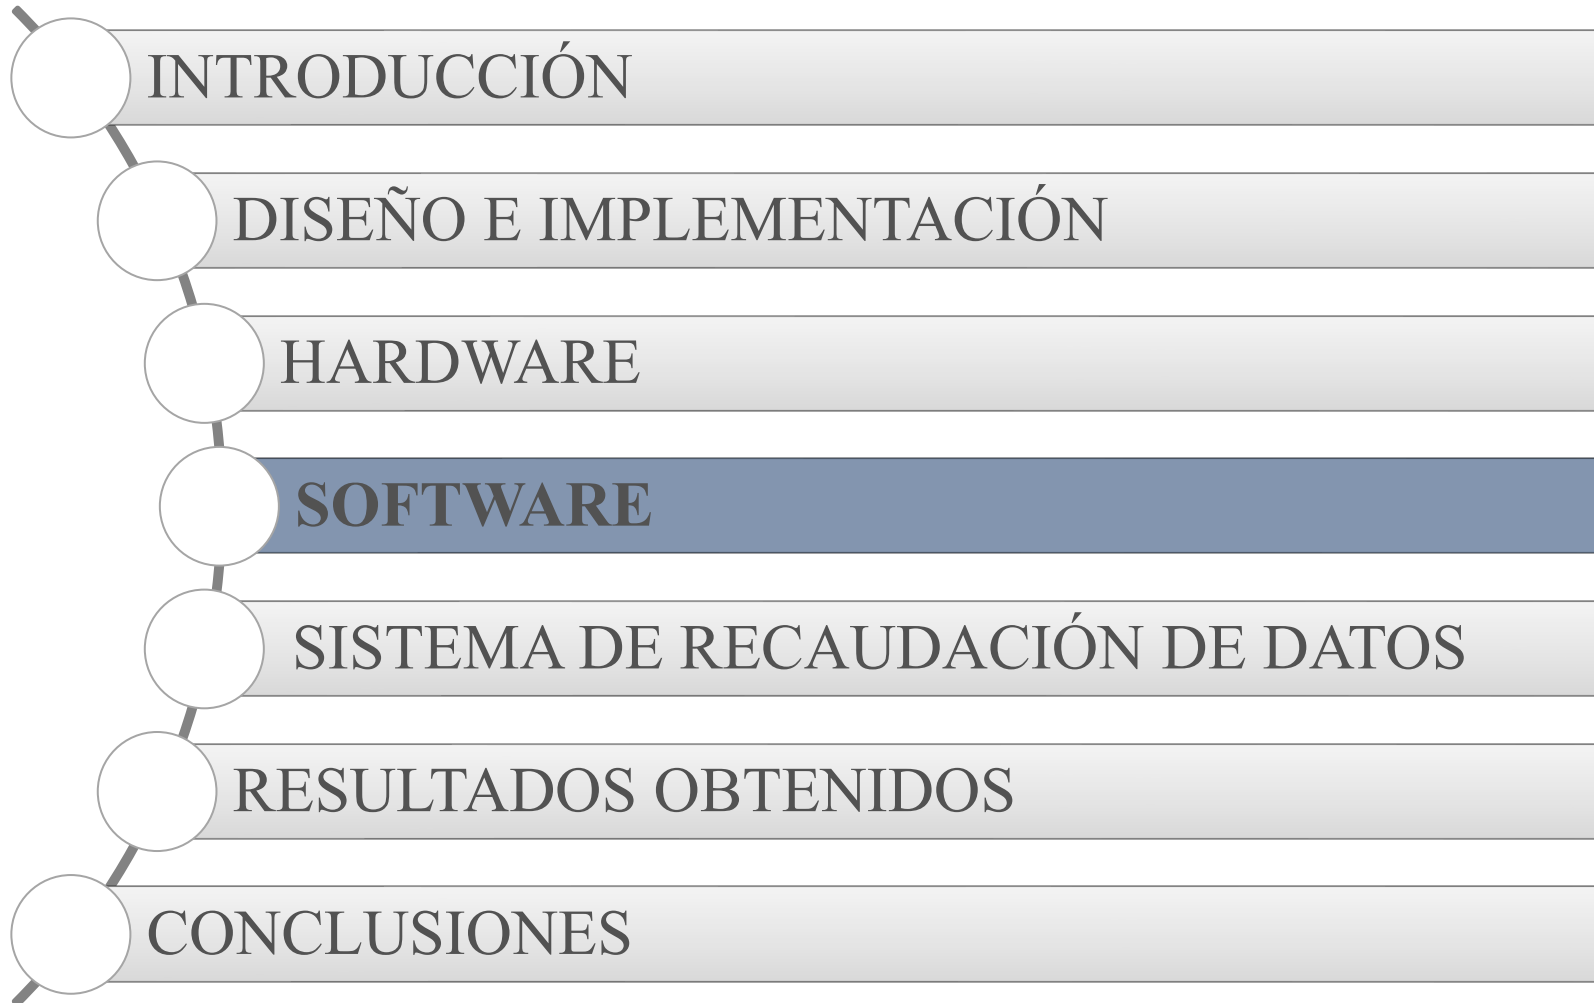 INTRODUCCIÓN
DISEÑO E IMPLEMENTACIÓN
HARDWARE
SOFTWARE
SISTEMA DE RECAUDACIÓN DE DATOS
RESULTADOS OBTENIDOS
CONCLUSIONES